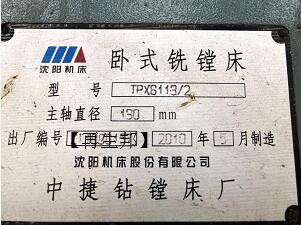 沈阳机床
卧式铣镗床
型号 TPX6113/2
主轴直径 130 mm
出厂编号 【再生邦】 2010 年 5 月制造
沈阳机床股份有限公司
中捷钻镗床厂